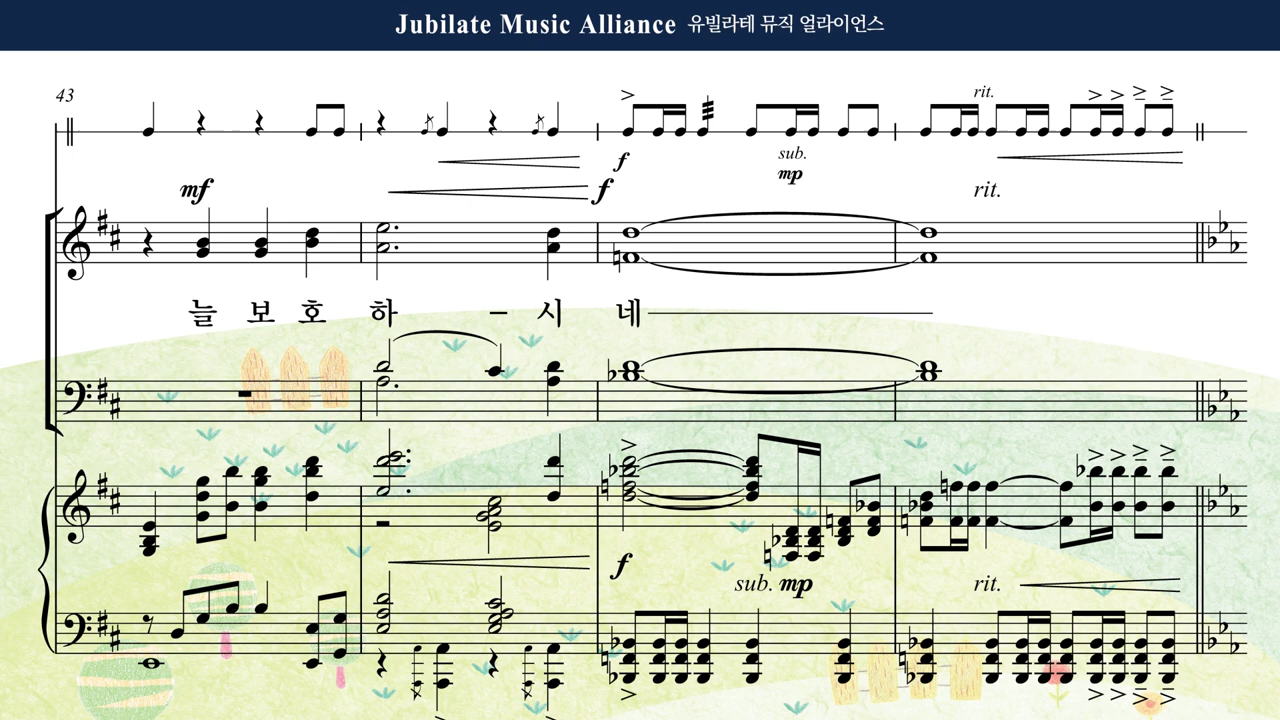 Jubilate Music Alliance 유빌라테 뮤직 얼라이언스
43
rit.
f
sub.
mp
mf
f
rit.
늘 보 호 하 - 시 네
f
sub. mp
rit.